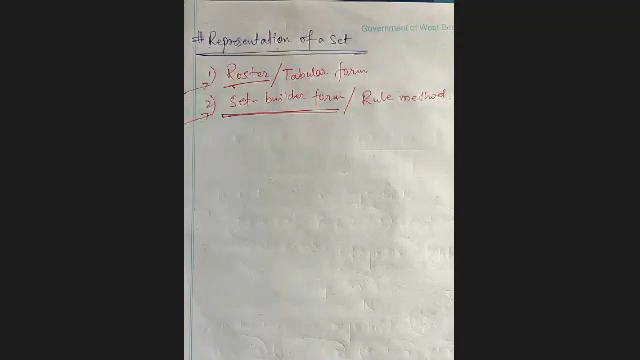 Government of West Be
# Representation of a Set
1) Roster / Tabular form
2) Set-builder form / Rule method.